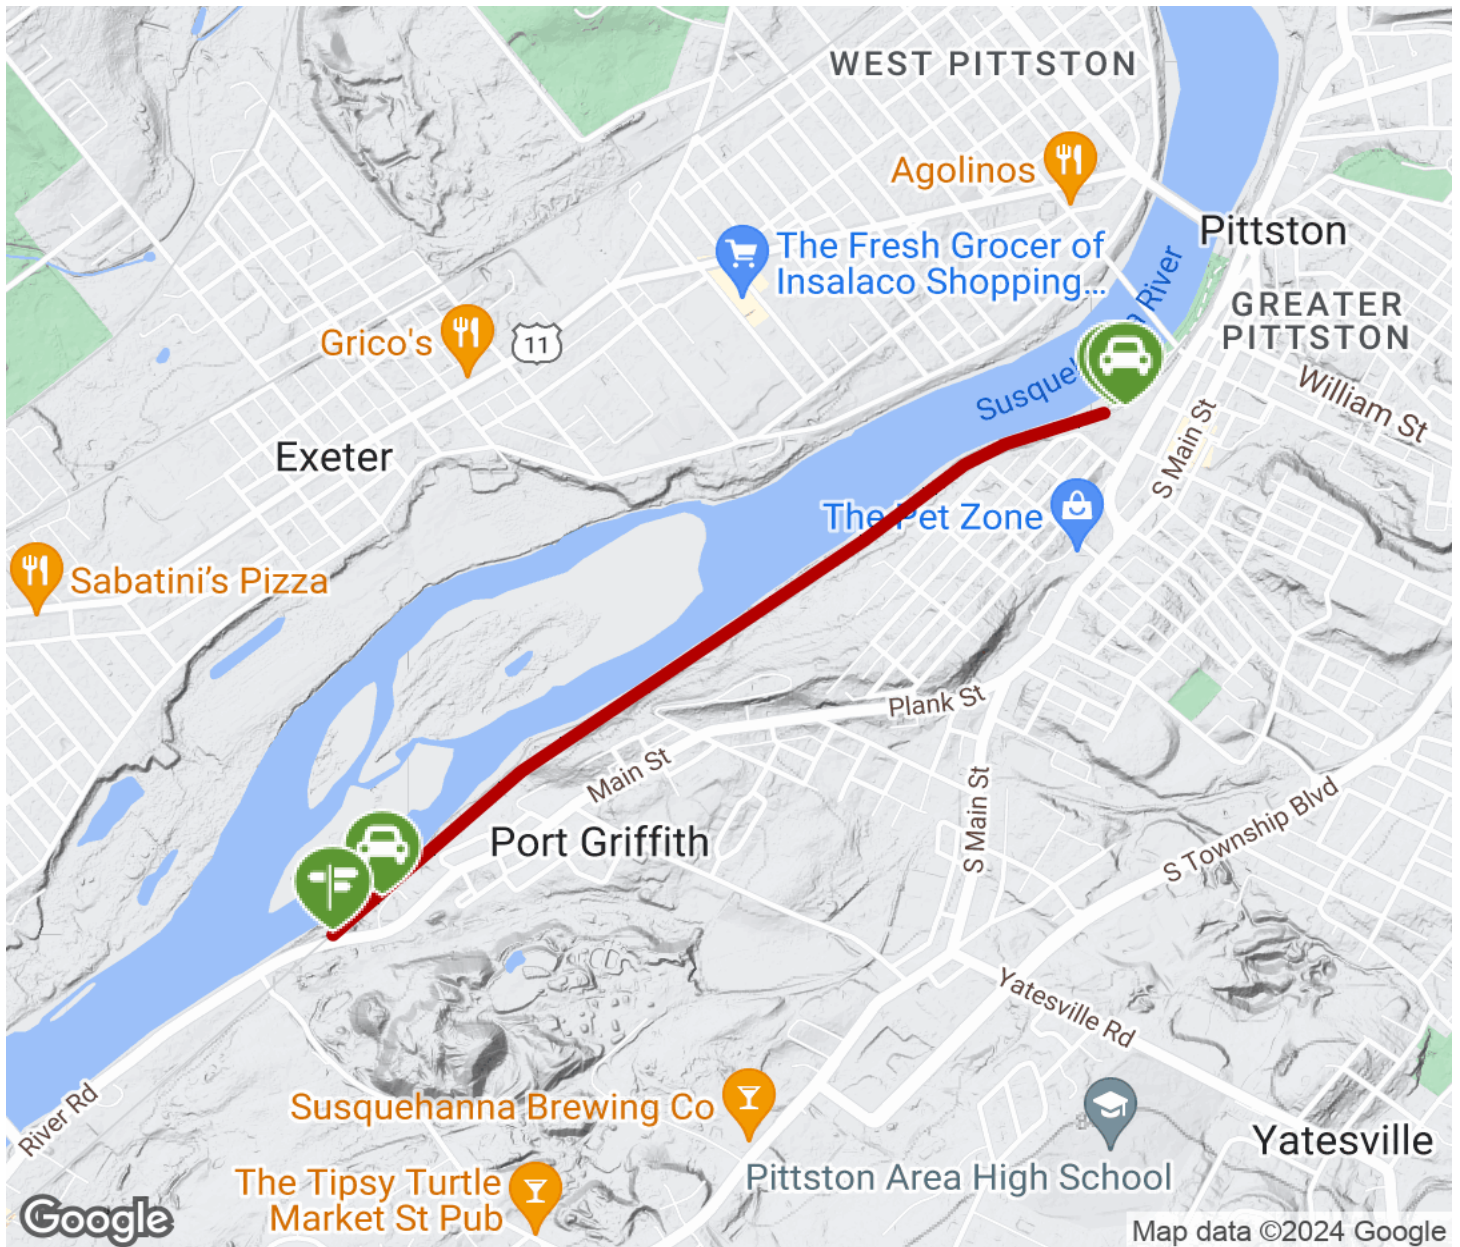 WEST PITTSTON
Agolinos
Pittston
The Fresh Grocer of
Insalaco Shopping...
GREATER
PITTSTON
Grico's
11
William St
S Main St
Exeter
The Pet Zone
Sabatini's Pizza
Plank St
Main St
S Main St
S Township Blvd
Port Griffith
Yatesville Rd
River Rd
Susquehanna Brewing Co
Yatesville
The Tipsy Turtle
Market St Pub
Pittston Area High School
Google
Map data ©2024 Google